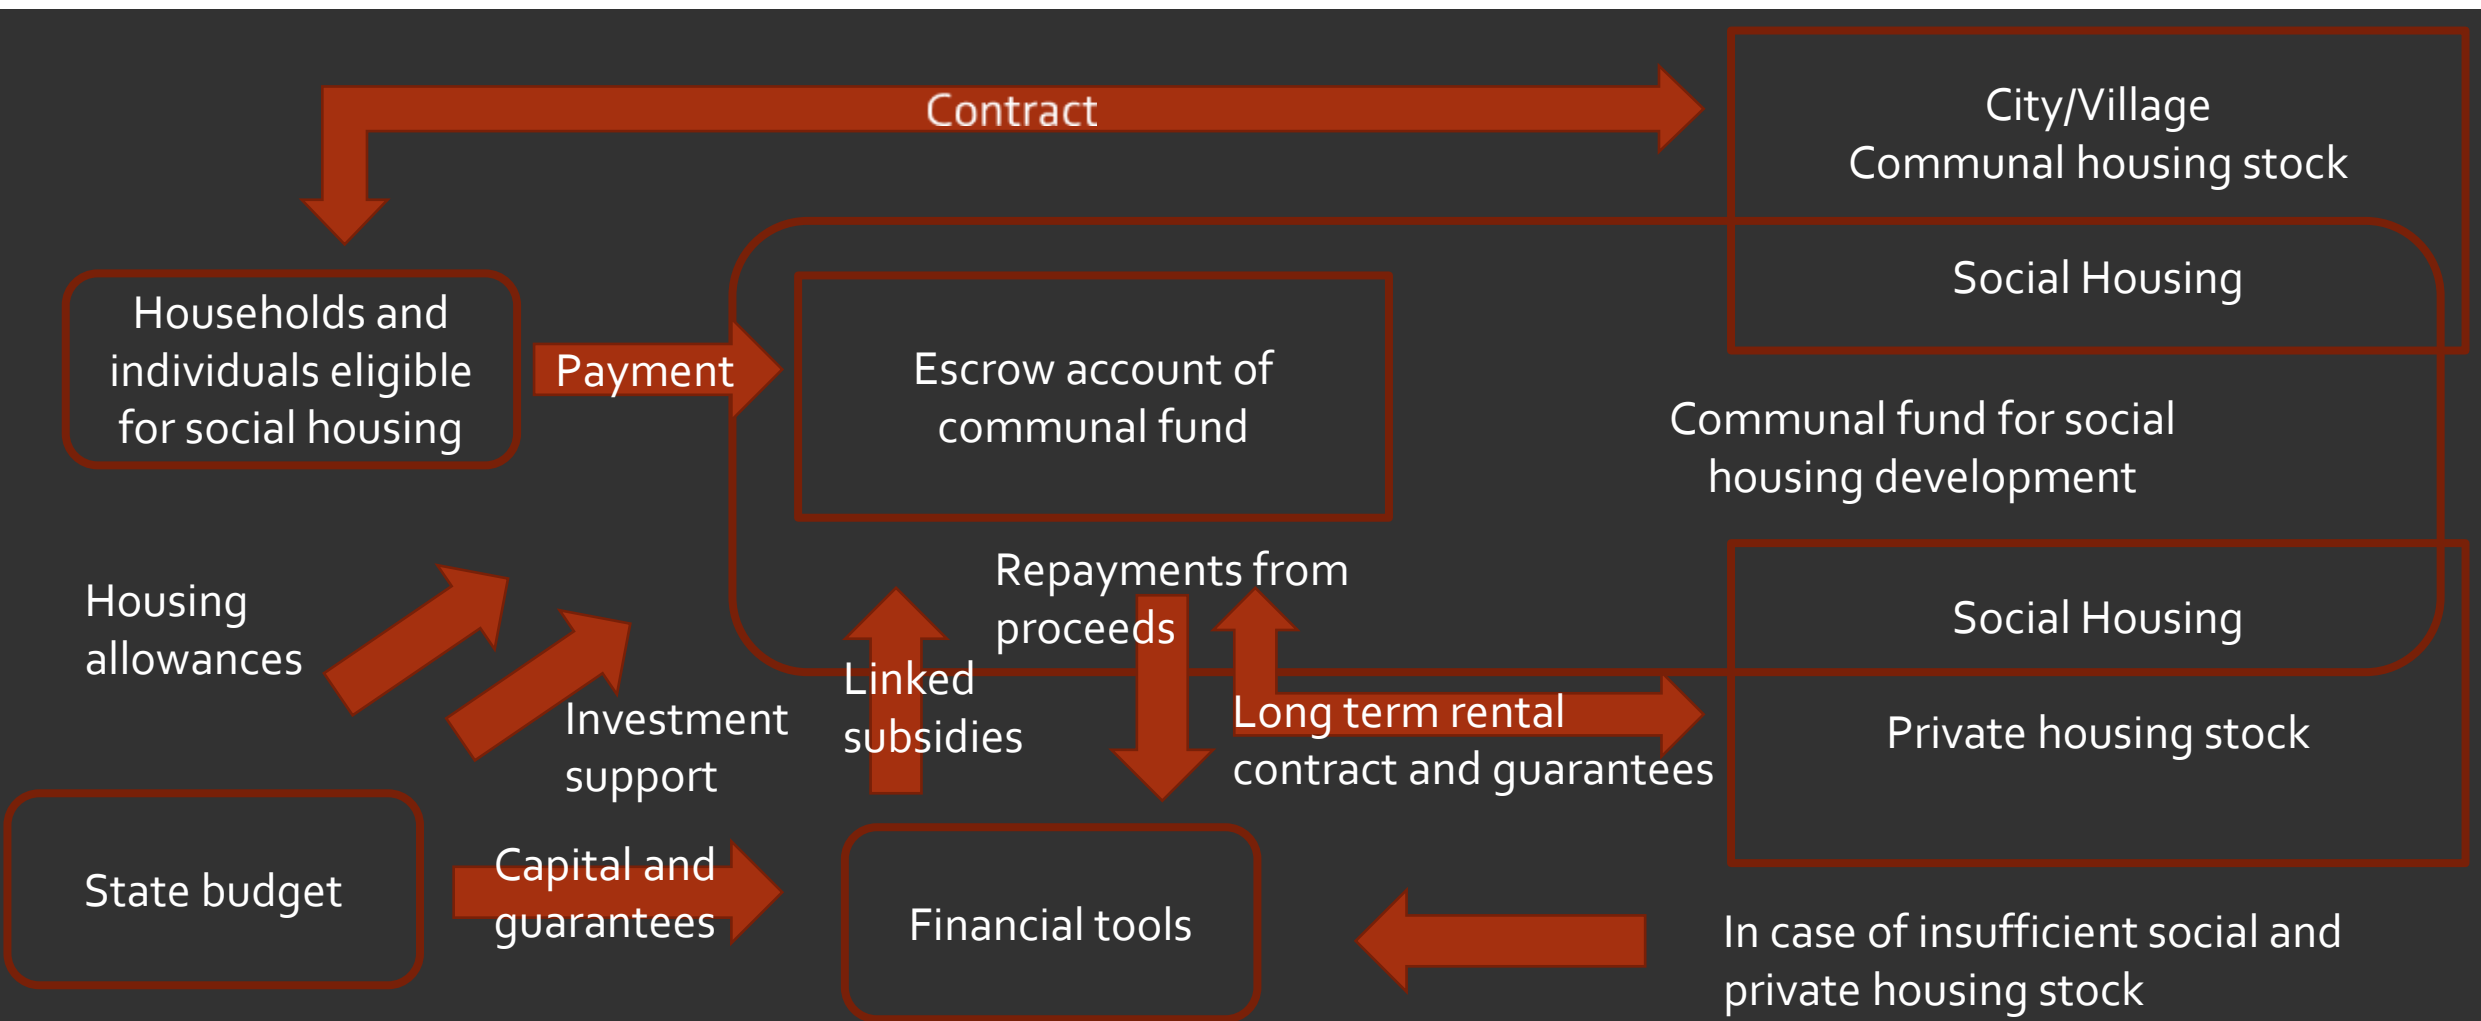 Contract
City/Village
Communal housing stock
Social Housing
Households and
individuals eligible
for social housing
Payment
Escrow account of
communal fund
Communal fund for social
housing development
Housing
allowances
Investment
support
Linked
subsidies
Repayments from
proceeds
Long term rental
contract and guarantees
Social Housing
Private housing stock
State budget
Capital and
guarantees
Financial tools
In case of insufficient social and
private housing stock